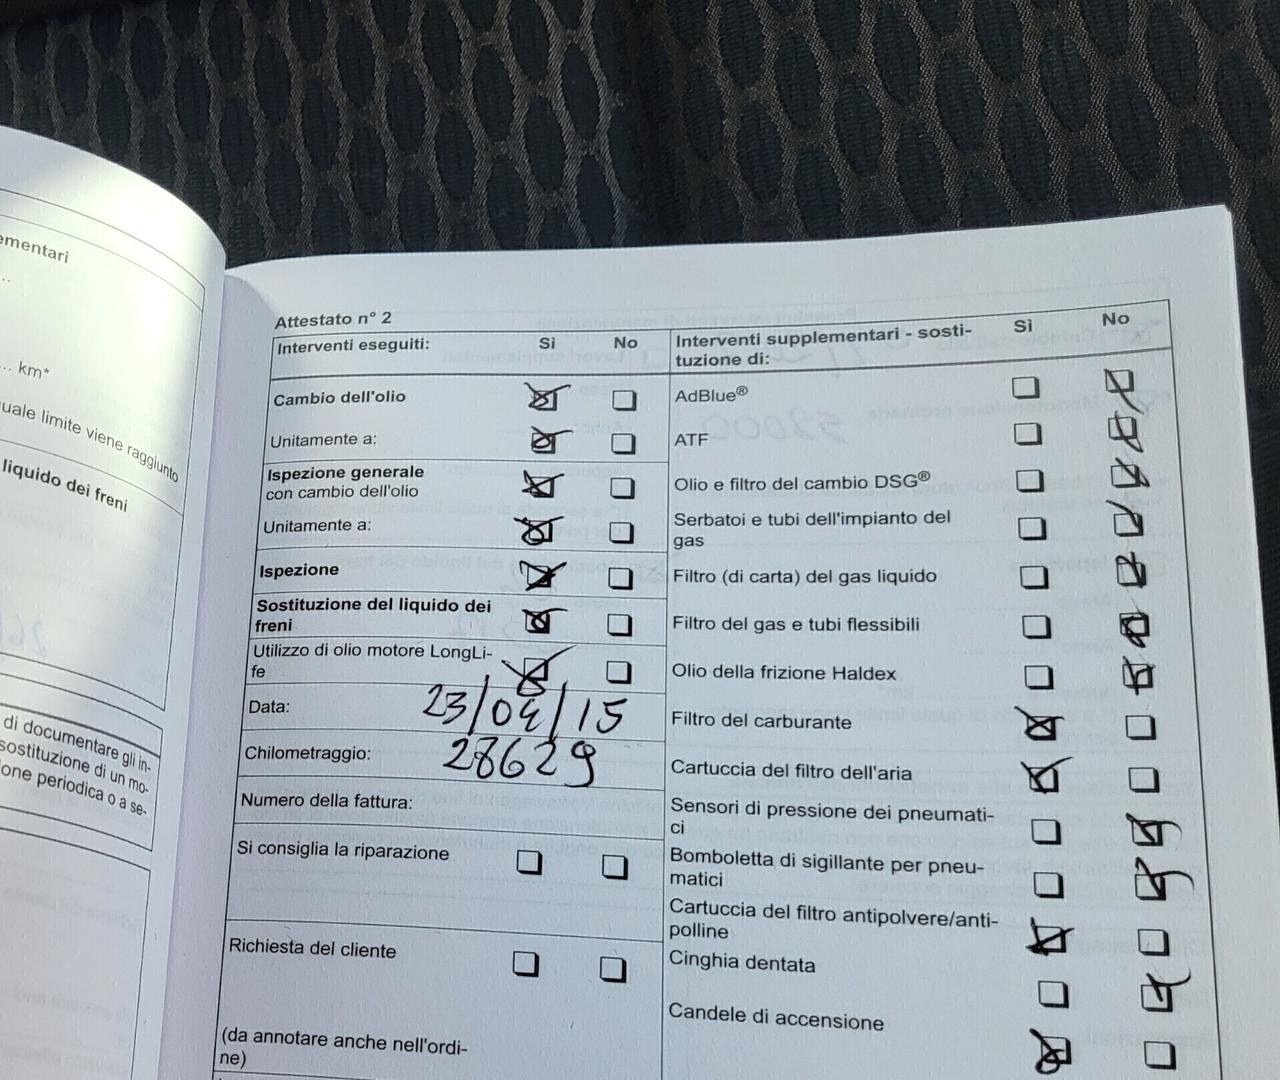 ementari
... km*
uale limite viene raggiunto
liquido dei freni
di documentare gli in-
sostituzione di un mo-
ione periodica o a se-
Attestato n° 2
Interventi eseguiti: Sì No
Cambio dell'olio
Unitamente a:
Ispezione generale
con cambio dell'olio
Unitamente a:
Ispezione
Sostituzione del liquido dei
freni
Utilizzo di olio motore LongLi-
fe
Data: 23/04/15
Chilometraggio: 28629
Numero della fattura:
Si consiglia la riparazione
Richiesta del cliente
(da annotare anche nell'ordi-
ne)
Interventi supplementari - sosti- Sì No
tuzione di:
AdBlue®
ATF
Olio e filtro del cambio DSG®
Serbatoi e tubi dell'impianto del
gas
Filtro (di carta) del gas liquido
Filtro del gas e tubi flessibili
Olio della frizione Haldex
Filtro del carburante
Cartuccia del filtro dell'aria
Sensori di pressione dei pneumati-
ci
Bomboletta di sigillante per pneu-
matici
Cartuccia del filtro antipolvere/anti-
polline
Cinghia dentata
Candele di accensione